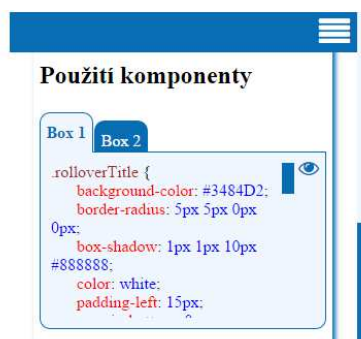 Použití komponenty
Box 1
Box 2
.rolloverTitle {
background-color: #3484D2;
border-radius: 5px 5px 0px
0px;
box-shadow: 1px 1px 10px
#888888;
color: white;
padding-left: 15px;